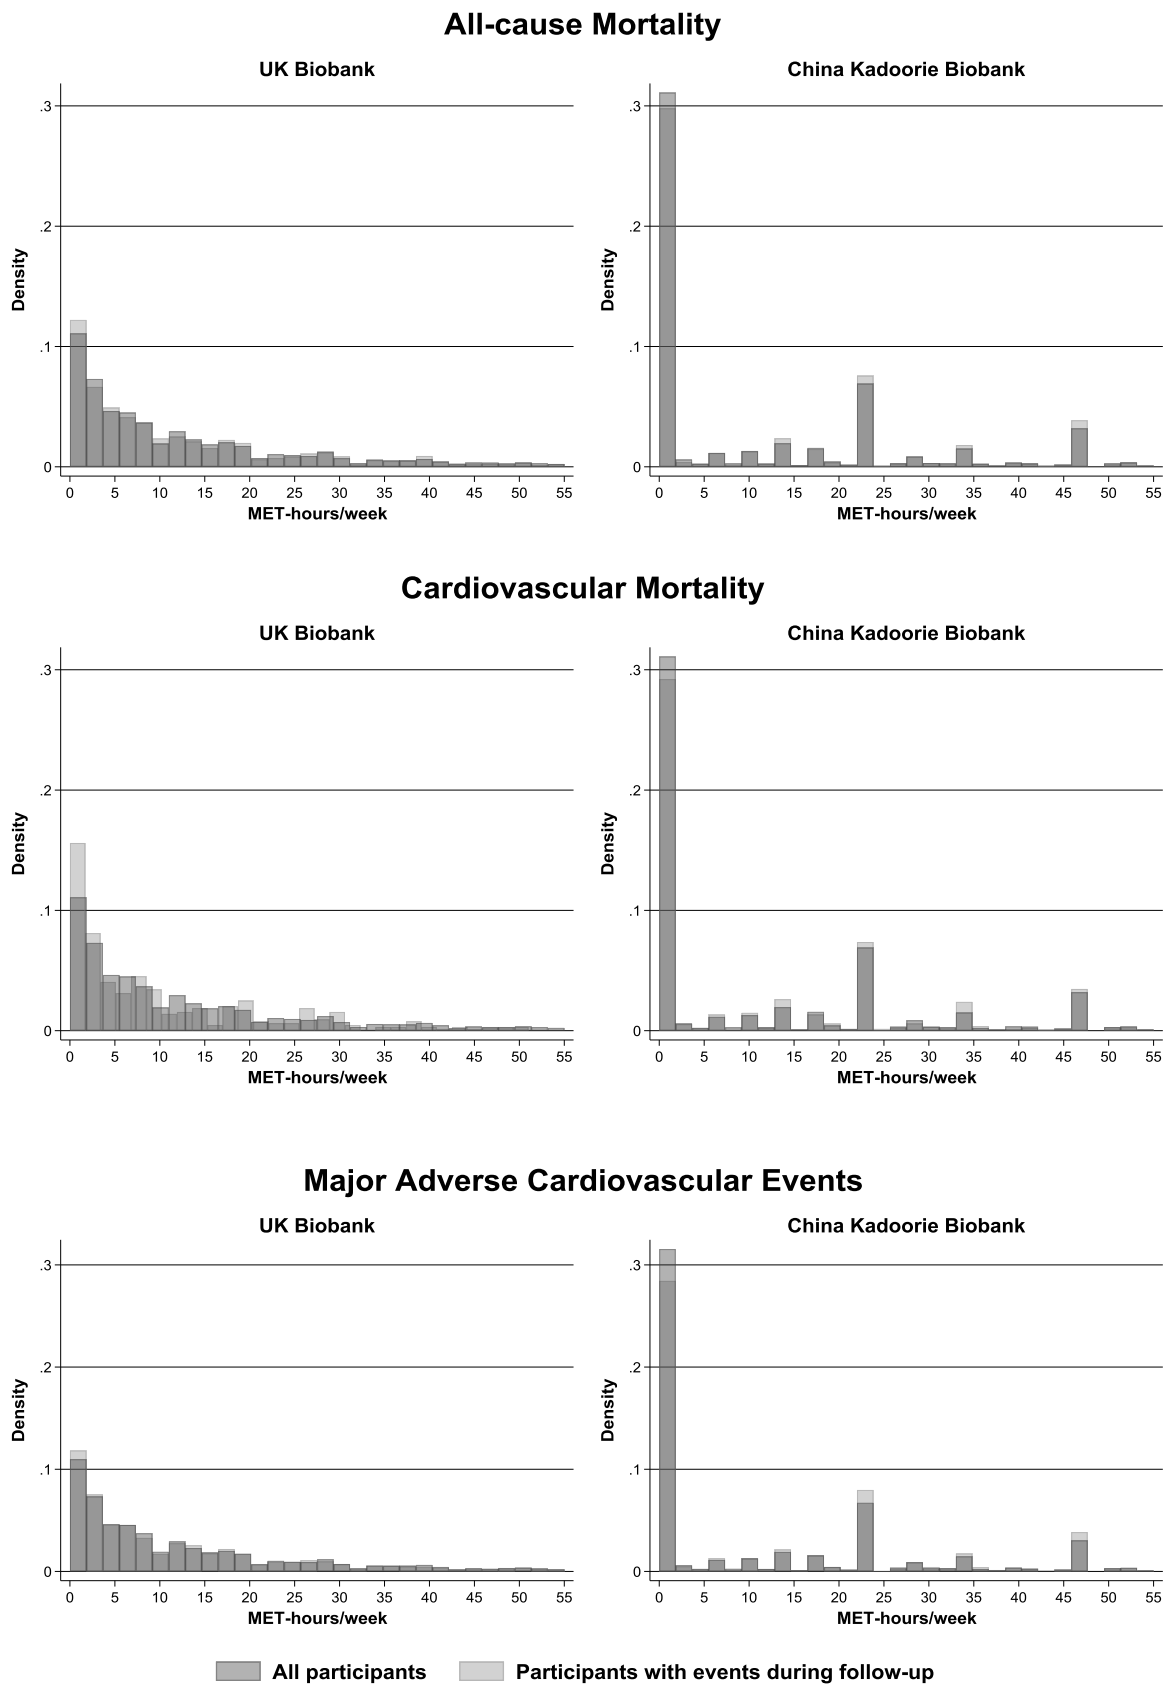 All-cause Mortality
UK Biobank
.3
.2
.1
0
Density
0 5 10 15 20 25 30 35 40 45 50 55
MET-hours/week
China Kadoorie Biobank
.3
.2
.1
0
Density
0 5 10 15 20 25 30 35 40 45 50 55
MET-hours/week
Cardiovascular Mortality
UK Biobank
.3
.2
.1
0
Density
0 5 10 15 20 25 30 35 40 45 50 55
MET-hours/week
China Kadoorie Biobank
.3
.2
.1
0
Density
0 5 10 15 20 25 30 35 40 45 50 55
MET-hours/week
Major Adverse Cardiovascular Events
UK Biobank
.3
.2
.1
0
Density
0 5 10 15 20 25 30 35 40 45 50 55
MET-hours/week
China Kadoorie Biobank
.3
.2
.1
0
Density
0 5 10 15 20 25 30 35 40 45 50 55
MET-hours/week
All participants Participants with events during follow-up